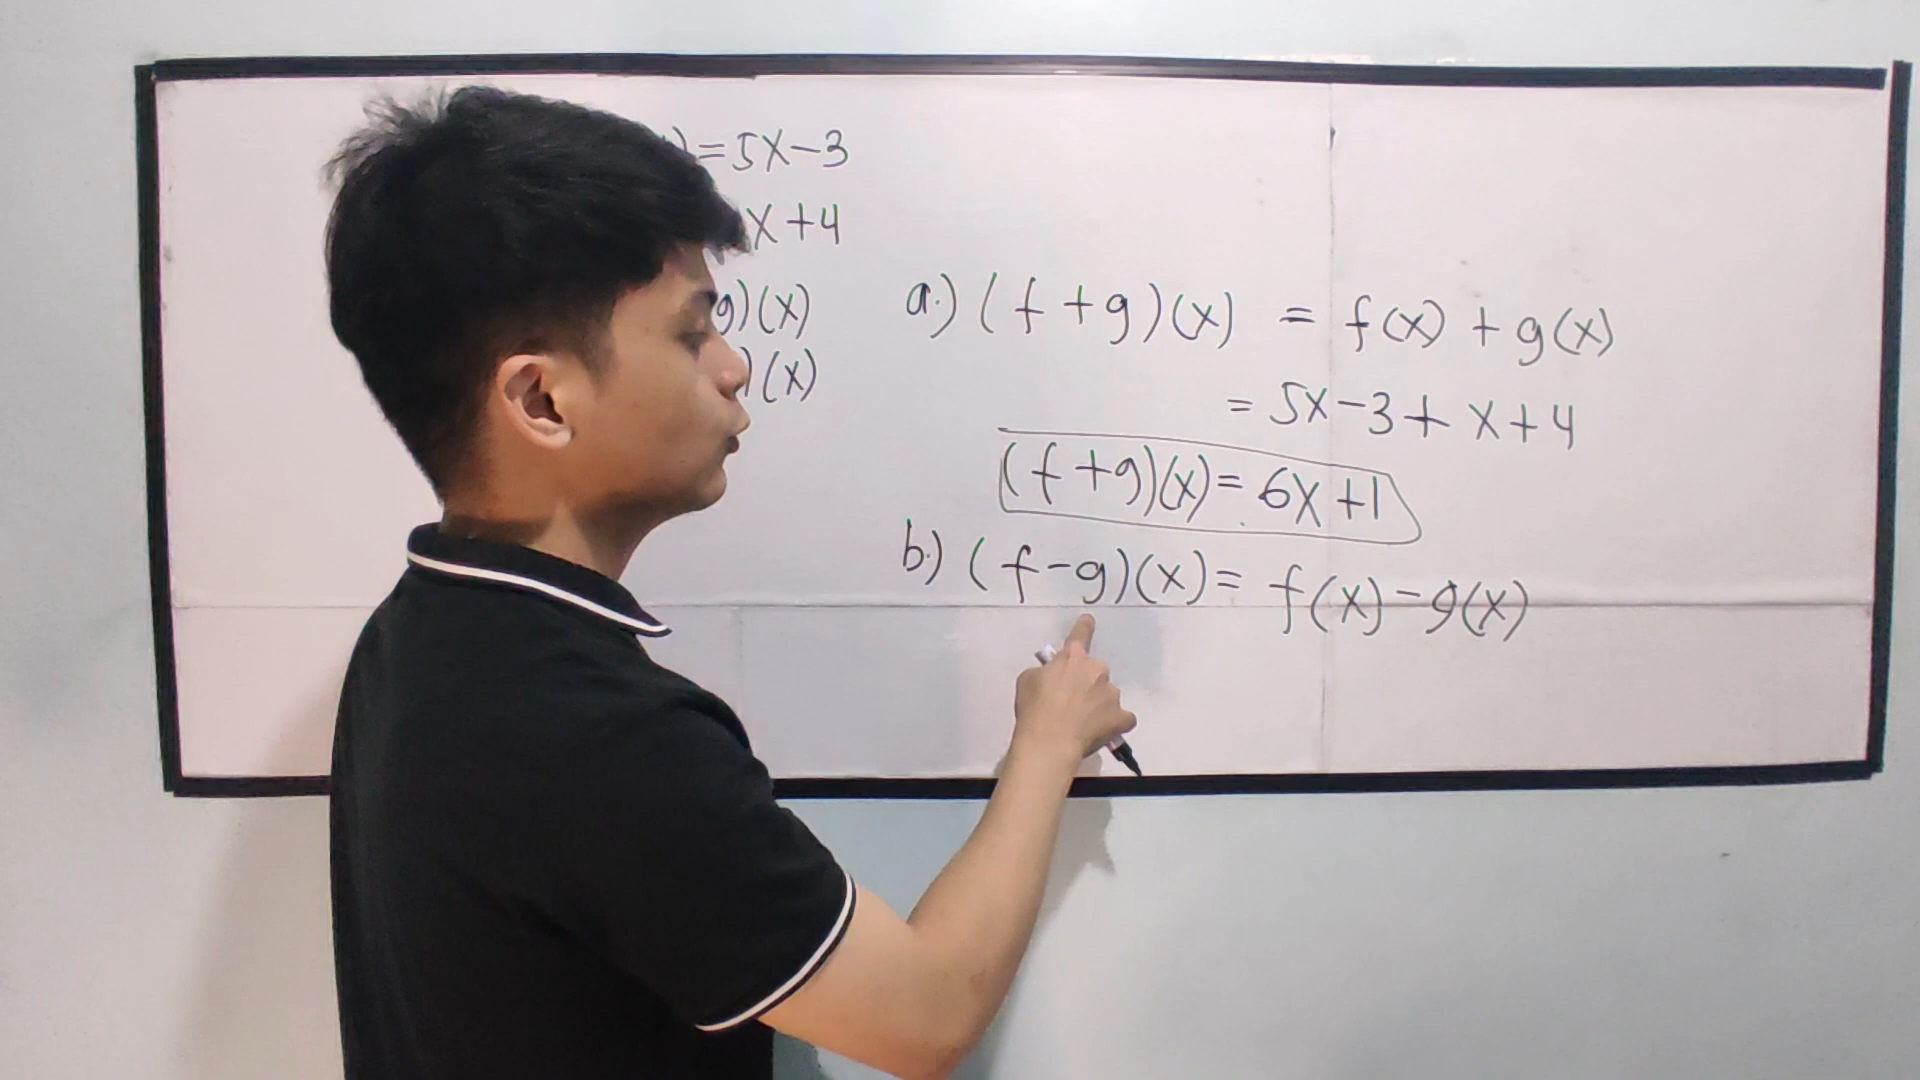 )=5x-3
x+4
g)(x)
)(x)
a.) (f+g)(x) = f(x) + g(x)
= 5x-3+x+4
(f+g)(x)= 6x+1
b.) (f-g)(x)= f(x)-g(x)